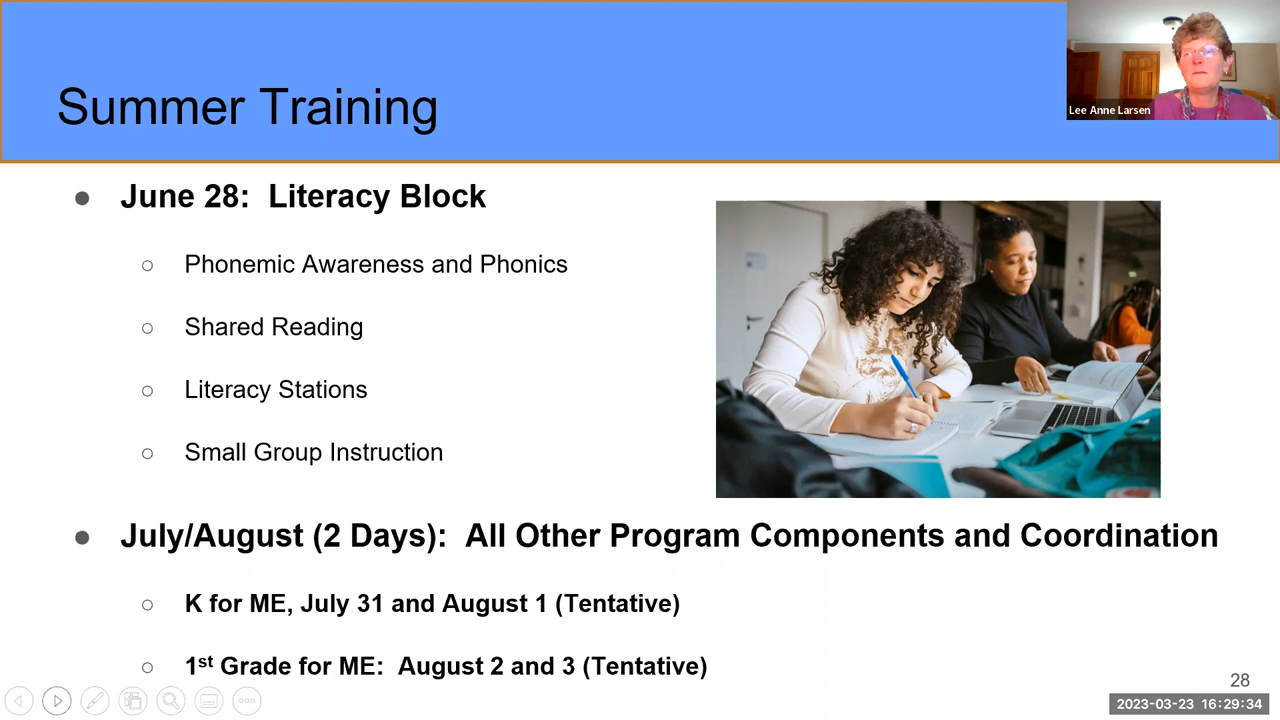 Summer Training
Lee Anne Larsen
● June 28: Literacy Block
○ Phonemic Awareness and Phonics
○ Shared Reading
○ Literacy Stations
○ Small Group Instruction
● July/August (2 Days): All Other Program Components and Coordination
○ K for ME, July 31 and August 1 (Tentative)
○ 1st Grade for ME: August 2 and 3 (Tentative)
28
2023-03-23 16:29:34